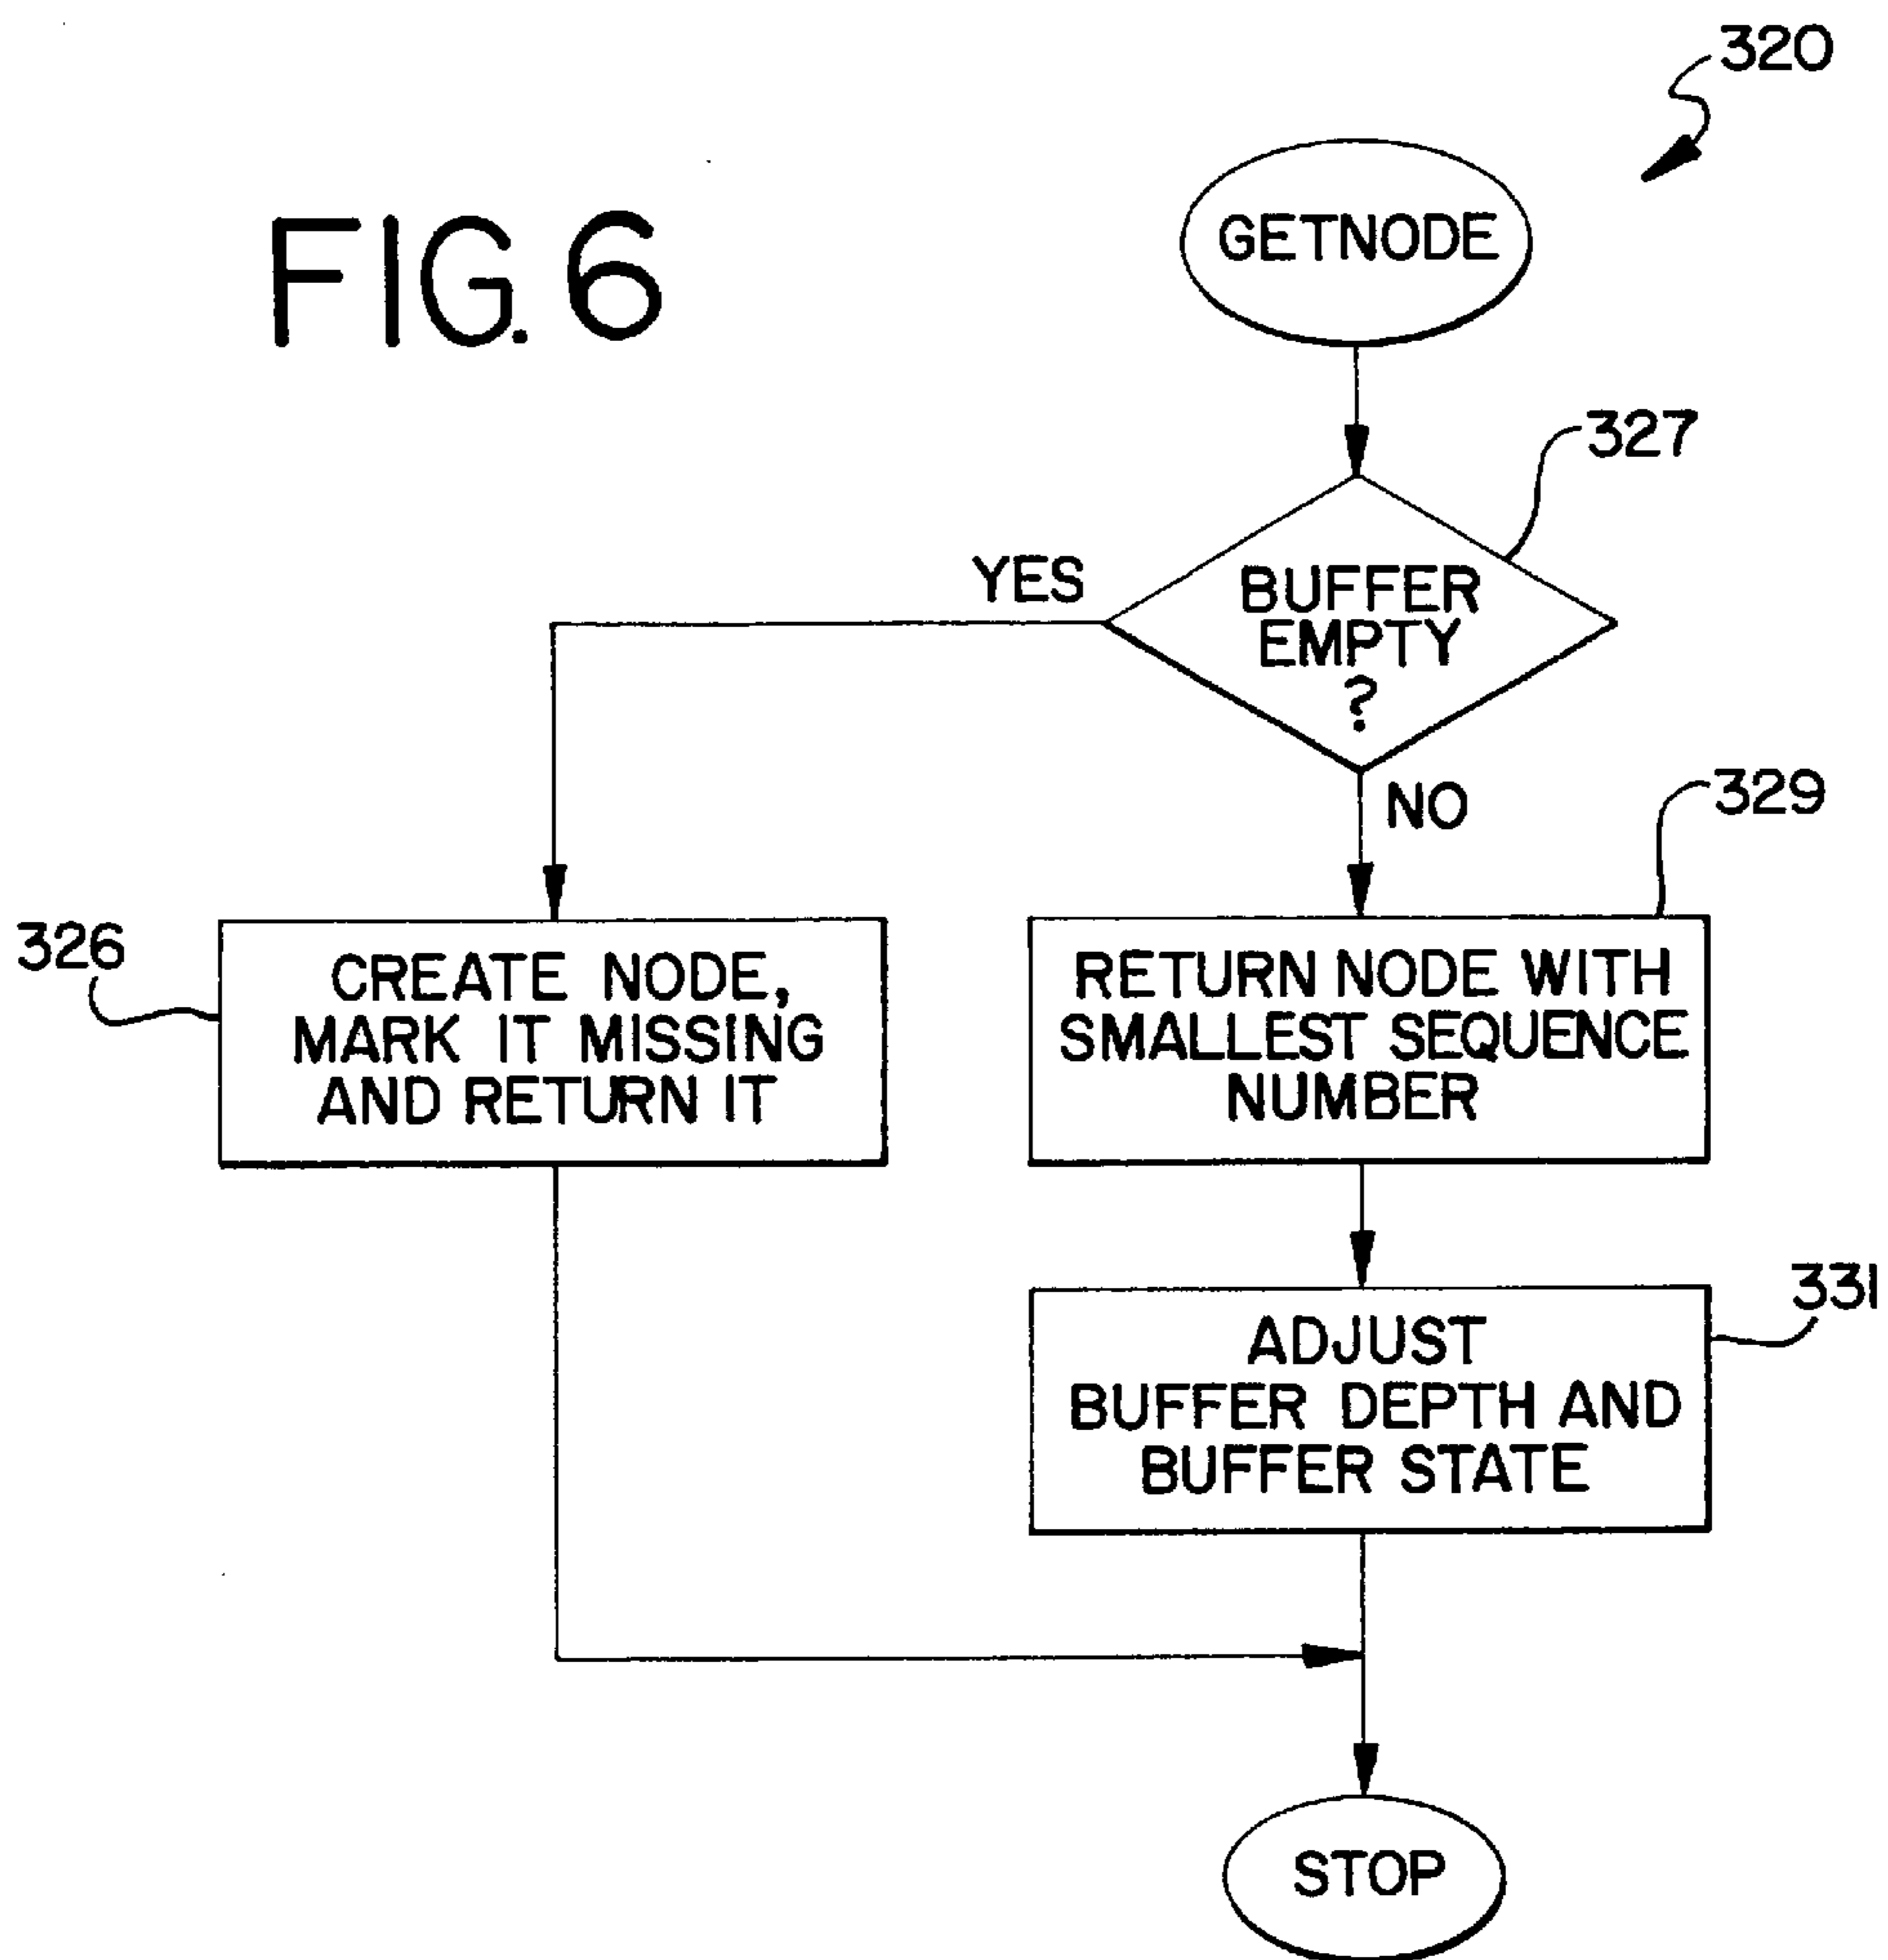 320
FIG. 6
GETNODE
327
YES
BUFFER
EMPTY
?
NO
329
326
CREATE NODE,
MARK IT MISSING
AND RETURN IT
RETURN NODE WITH
SMALLEST SEQUENCE
NUMBER
331
ADJUST
BUFFER DEPTH AND
BUFFER STATE
STOP